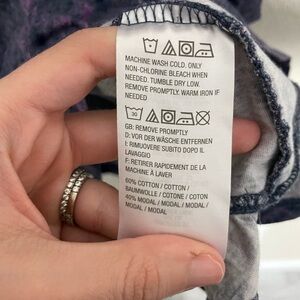 MACHINE WASH COLD. ONLY
NON-CHLORINE BLEACH WHEN
NEEDED. TUMBLE DRY LOW
REMOVE PROMPTLY. WARM IRON IF
NEEDED
30
GB: REMOVE PROMPTLY
D: VOR DER WÄSCHE ENTFERNEN
I: RIMUOVERE SUBITO DOPO IL
LAVAGGIO
F: RETIRER RAPIDEMENT DE LA
MACHINE À LAVER
60% COTTON / COTTON /
BAUMWOLLE / COTONE / COTON
40% MODAL / MODAL / MODAL /
MODAL / MODAL